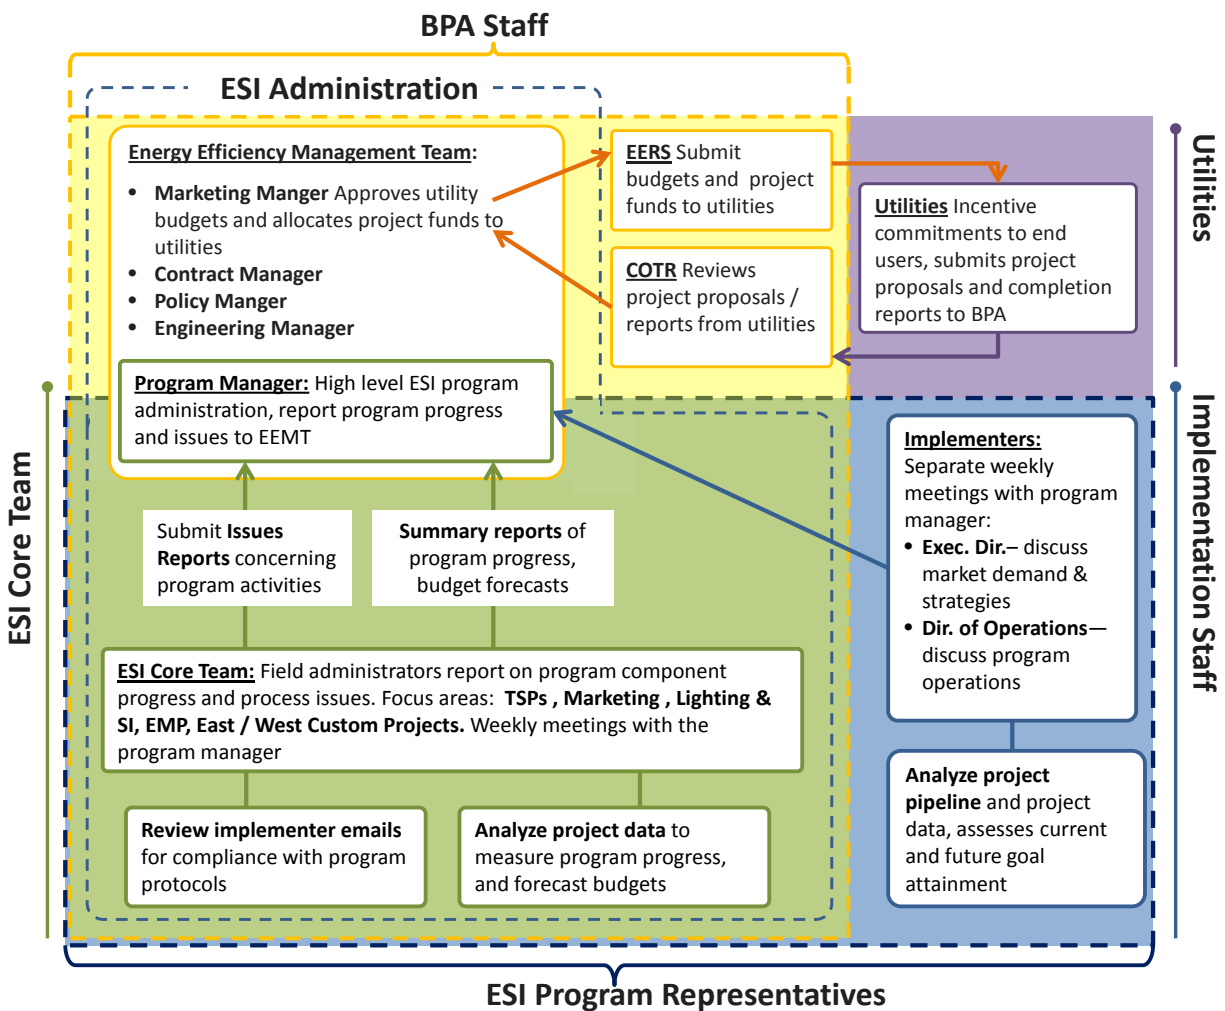 BPA Staff
ESI Administration
Energy Efficiency Management Team:
• Marketing Manger Approves utility
budgets and allocates project funds to
utilities
• Contract Manager
• Policy Manger
• Engineering Manager
EERS Submit
budgets and project
funds to utilities
COTR Reviews
project proposals /
reports from utilities
Utilities Incentive
commitments to end
users, submits project
proposals and completion
reports to BPA
Utilities
Program Manager: High level ESI program
administration, report program progress
and issues to EEMT
Submit Issues
Reports concerning
program activities
Summary reports of
program progress,
budget forecasts
Implementers:
Separate weekly
meetings with program
manager:
• Exec. Dir.– discuss
market demand &
strategies
• Dir. of Operations—
discuss program
operations
Implementation Staff
ESI Core Team
ESI Core Team: Field administrators report on program component
progress and process issues. Focus areas: TSPs , Marketing , Lighting &
SI, EMP, East / West Custom Projects. Weekly meetings with the
program manager
Review implementer emails
for compliance with program
protocols
Analyze project data to
measure program progress,
and forecast budgets
Analyze project
pipeline and project
data, assesses current
and future goal
attainment
ESI Program Representatives